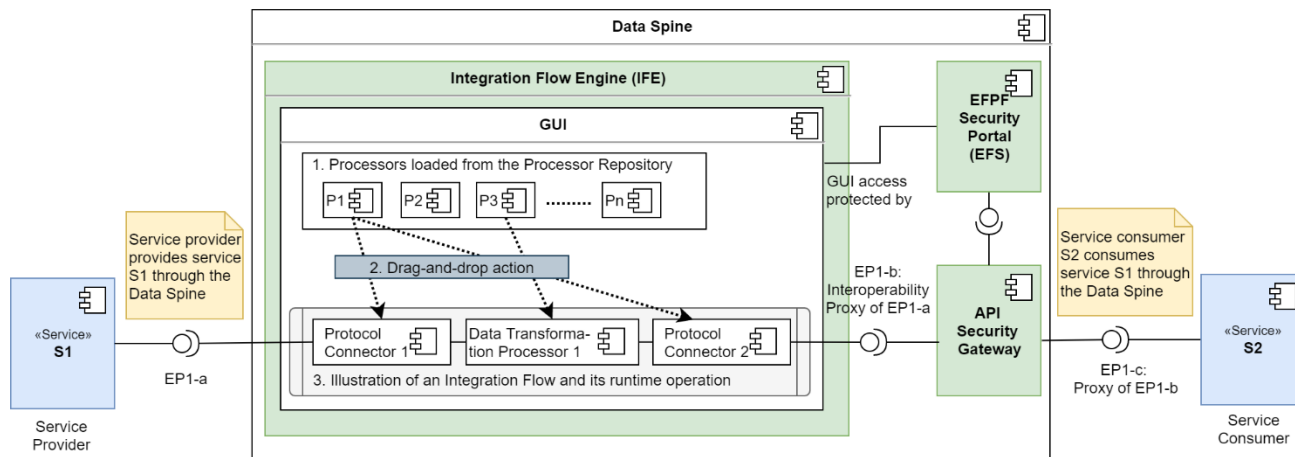 Data Spine
Integration Flow Engine (IFE)
GUI
1. Processors loaded from the Processor Repository
P1
P2
P3
.........
Pn
2. Drag-and-drop action
Protocol
Connector 1
Data Transforma-
tion Processor 1
Protocol
Connector 2
3. Illustration of an Integration Flow and its runtime operation
EFPF
Security
Portal
(EFS)
GUI access
protected by
Service provider
provides service
S1 through the
Data Spine
«Service»
S1
EP1-a
Service
Provider
EP1-b:
Interoperability
Proxy of EP1-a
API
Security
Gateway
Service consumer
S2 consumes
service S1 through
the Data Spine
EP1-c:
Proxy of EP1-b
«Service»
S2
Service
Consumer